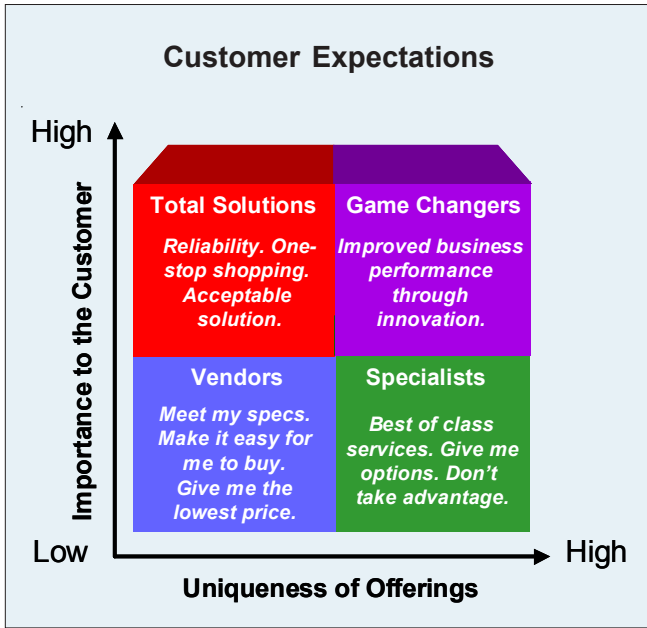 Customer Expectations
High
Importance to the Customer
Total Solutions
Reliability. One-
stop shopping.
Acceptable
solution.
Game Changers
Improved business
performance
through
innovation.
Vendors
Meet my specs.
Make it easy for
me to buy.
Give me the
lowest price.
Specialists
Best of class
services. Give me
options. Don’t
take advantage.
Low
High
Uniqueness of Offerings